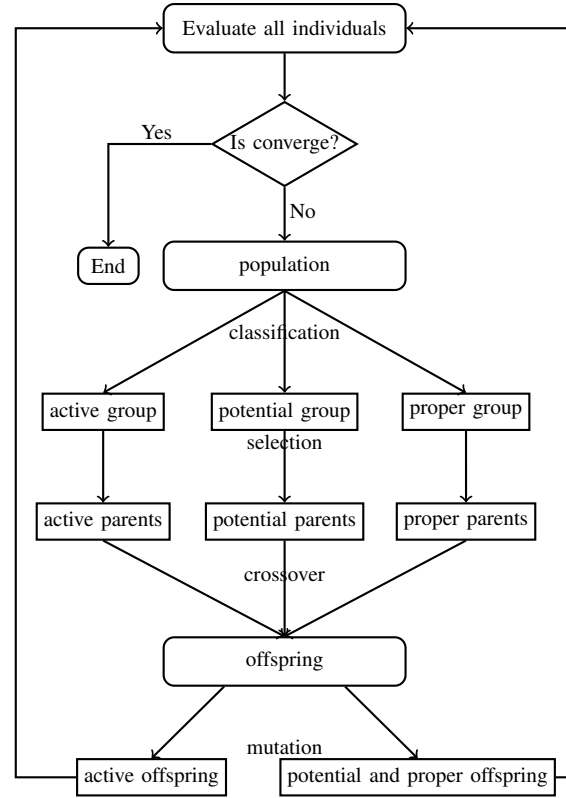 Evaluate all individuals
Is converge?
Yes
No
End
population
classification
active group
potential group
proper group
selection
active parents
potential parents
proper parents
crossover
offspring
mutation
active offspring
potential and proper offspring